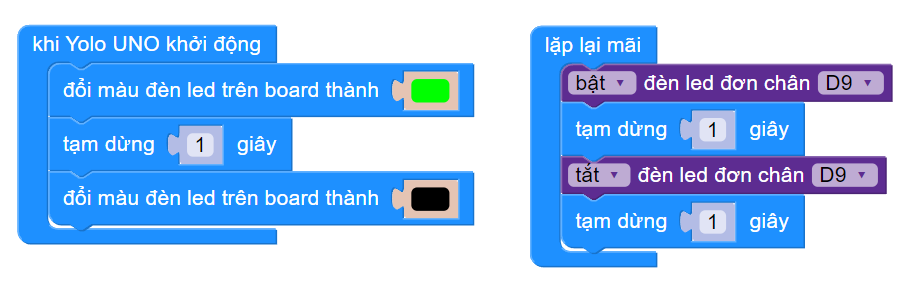 khi Yolo UNO khởi động
đổi màu đèn led trên board thành
tạm dừng 1 giây
đổi màu đèn led trên board thành
lặp lại mãi
bật đèn led đơn chân D9
tạm dừng 1 giây
tắt đèn led đơn chân D9
tạm dừng 1 giây